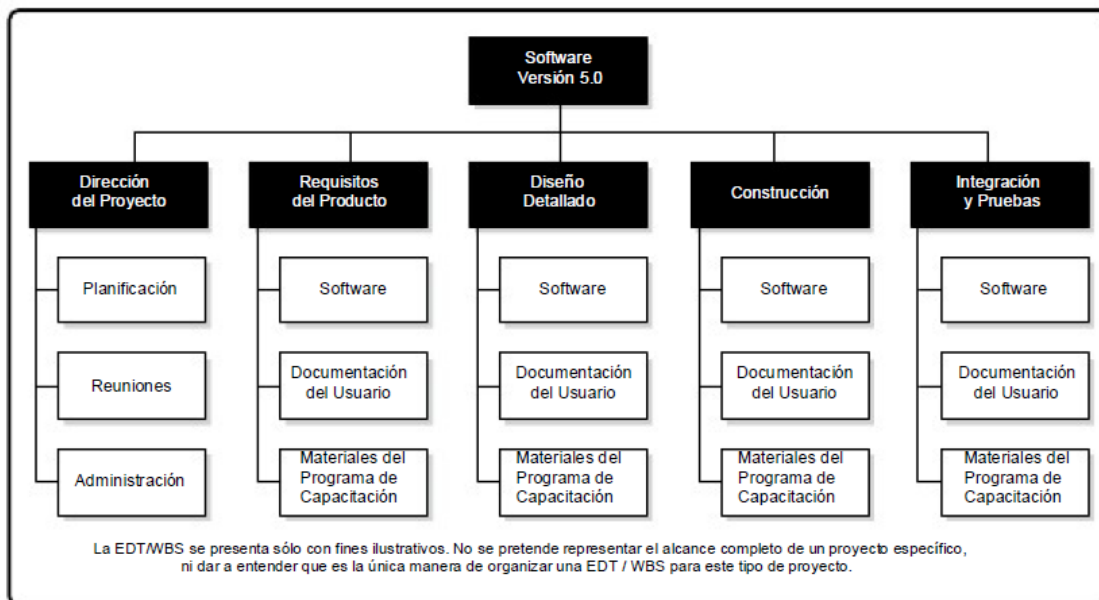 Software
Versión 5.0
Dirección
del Proyecto
Requisitos
del Producto
Diseño
Detallado
Construcción
Integración
y Pruebas
Planificación
Software
Software
Software
Software
Reuniones
Documentación
del Usuario
Documentación
del Usuario
Documentación
del Usuario
Documentación
del Usuario
Administración
Materiales del
Programa de
Capacitación
Materiales del
Programa de
Capacitación
Materiales del
Programa de
Capacitación
Materiales del
Programa de
Capacitación
La EDT/WBS se presenta sólo con fines ilustrativos. No se pretende representar el alcance completo de un proyecto específico,
ni dar a entender que es la única manera de organizar una EDT / WBS para este tipo de proyecto.